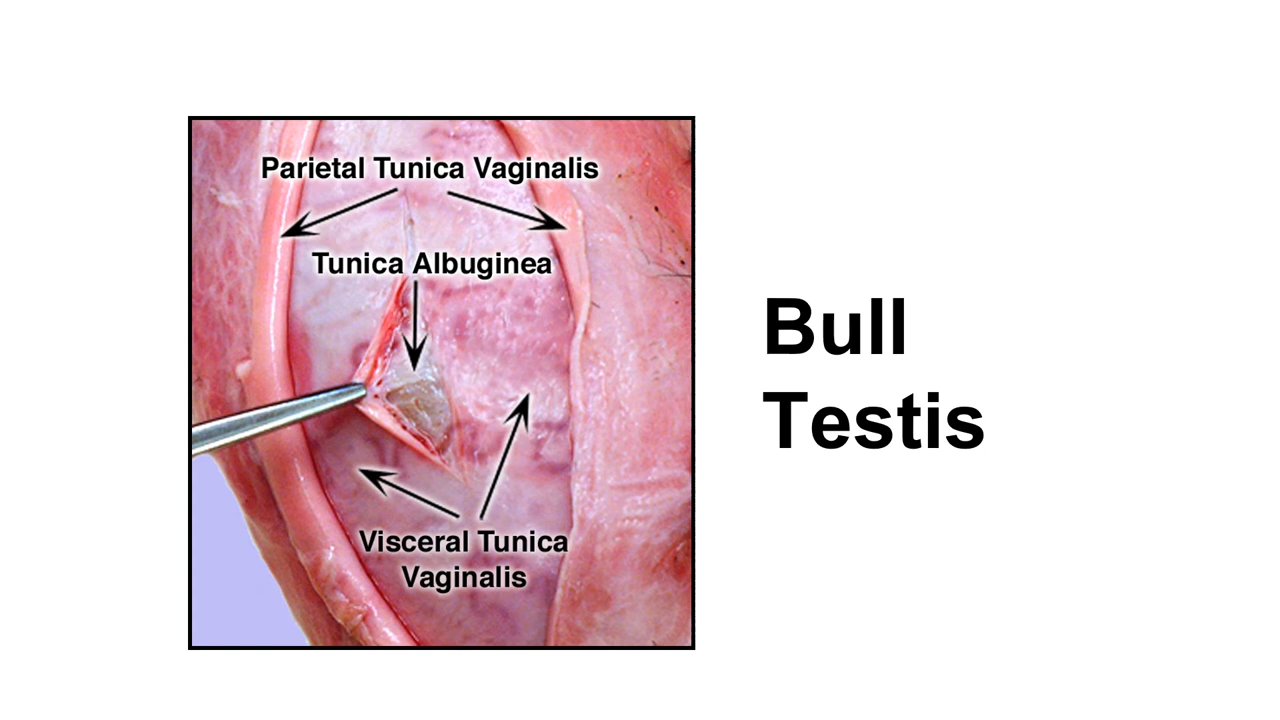 Parietal Tunica Vaginalis
Tunica Albuginea
Visceral Tunica
Vaginalis
Bull
Testis